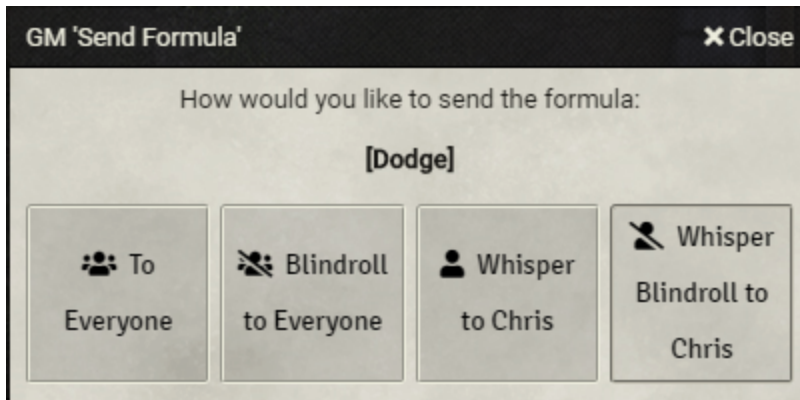 GM 'Send Formula'
Close
How would you like to send the formula:
[Dodge]
To
Everyone
Blindroll
to Everyone
Whisper
to Chris
Whisper
Blindroll to
Chris